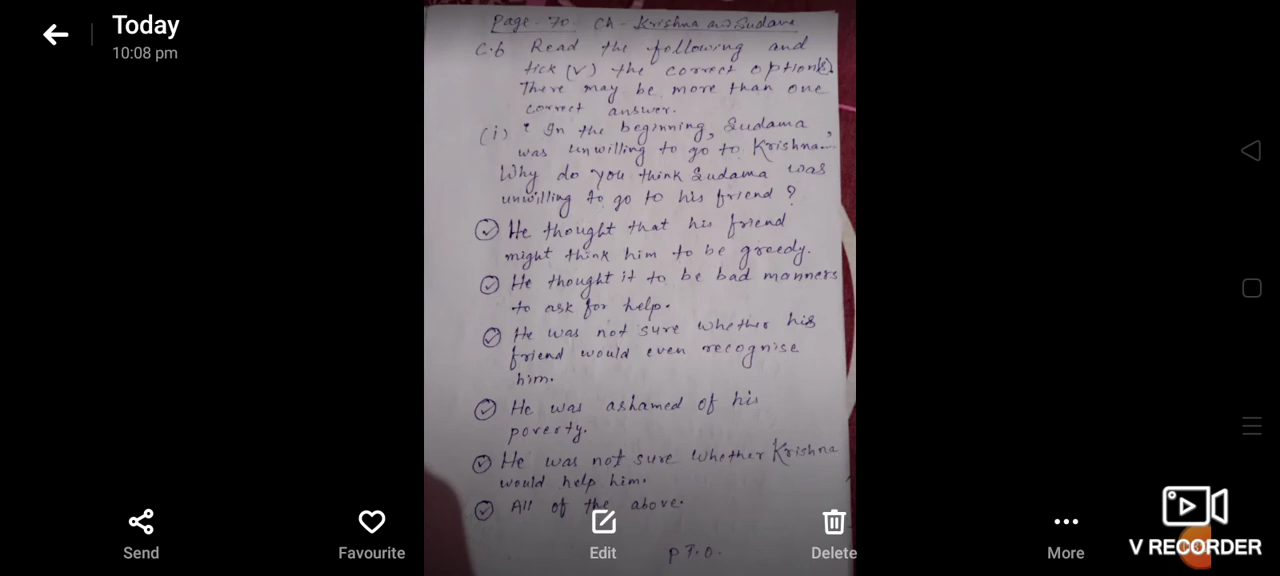 Today
10:08 pm
Page - 70 Ch - Krishna and Sudama
C.6 Read the following and
tick (√) the correct option(s).
There may be more than one
correct answer.
(i) " In the beginning, Sudama
was unwilling to go to Krishna..."
Why do you think Sudama was
unwilling to go to his friend?
He thought that his friend
might think him to be greedy.
He thought it to be bad manners
to ask for help.
He was not sure whether his
friend would even recognise
him.
He was ashamed of his
poverty.
He was not sure whether Krishna
would help him.
All of the above.
P.T.O.
Send
Favourite
Edit
Delete
More
V RECORDER